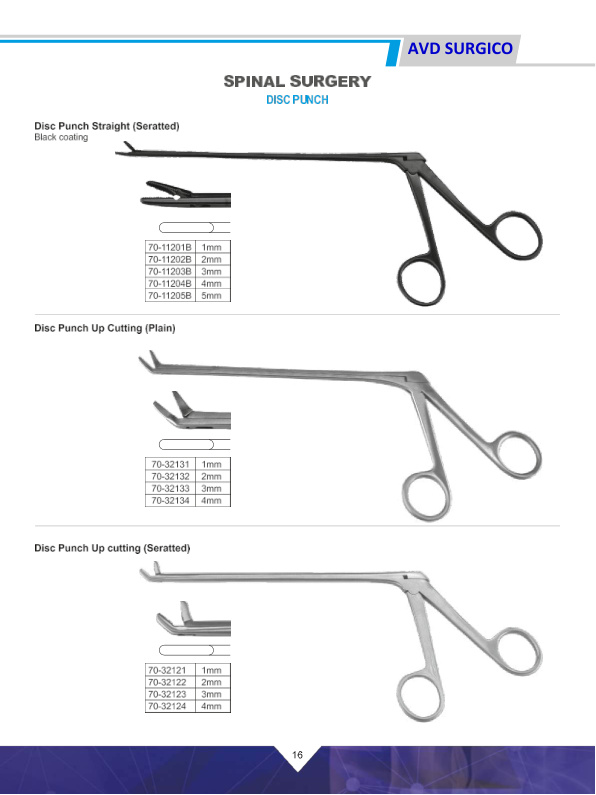 AVD SURGICO
SPINAL SURGERY
DISC PUNCH
Disc Punch Straight (Seratted)
Black coating
70-11201B 1mm
70-11202B 2mm
70-11203B 3mm
70-11204B 4mm
70-11205B 5mm
Disc Punch Up Cutting (Plain)
70-32131 1mm
70-32132 2mm
70-32133 3mm
70-32134 4mm
Disc Punch Up cutting (Seratted)
70-32121 1mm
70-32122 2mm
70-32123 3mm
70-32124 4mm
16